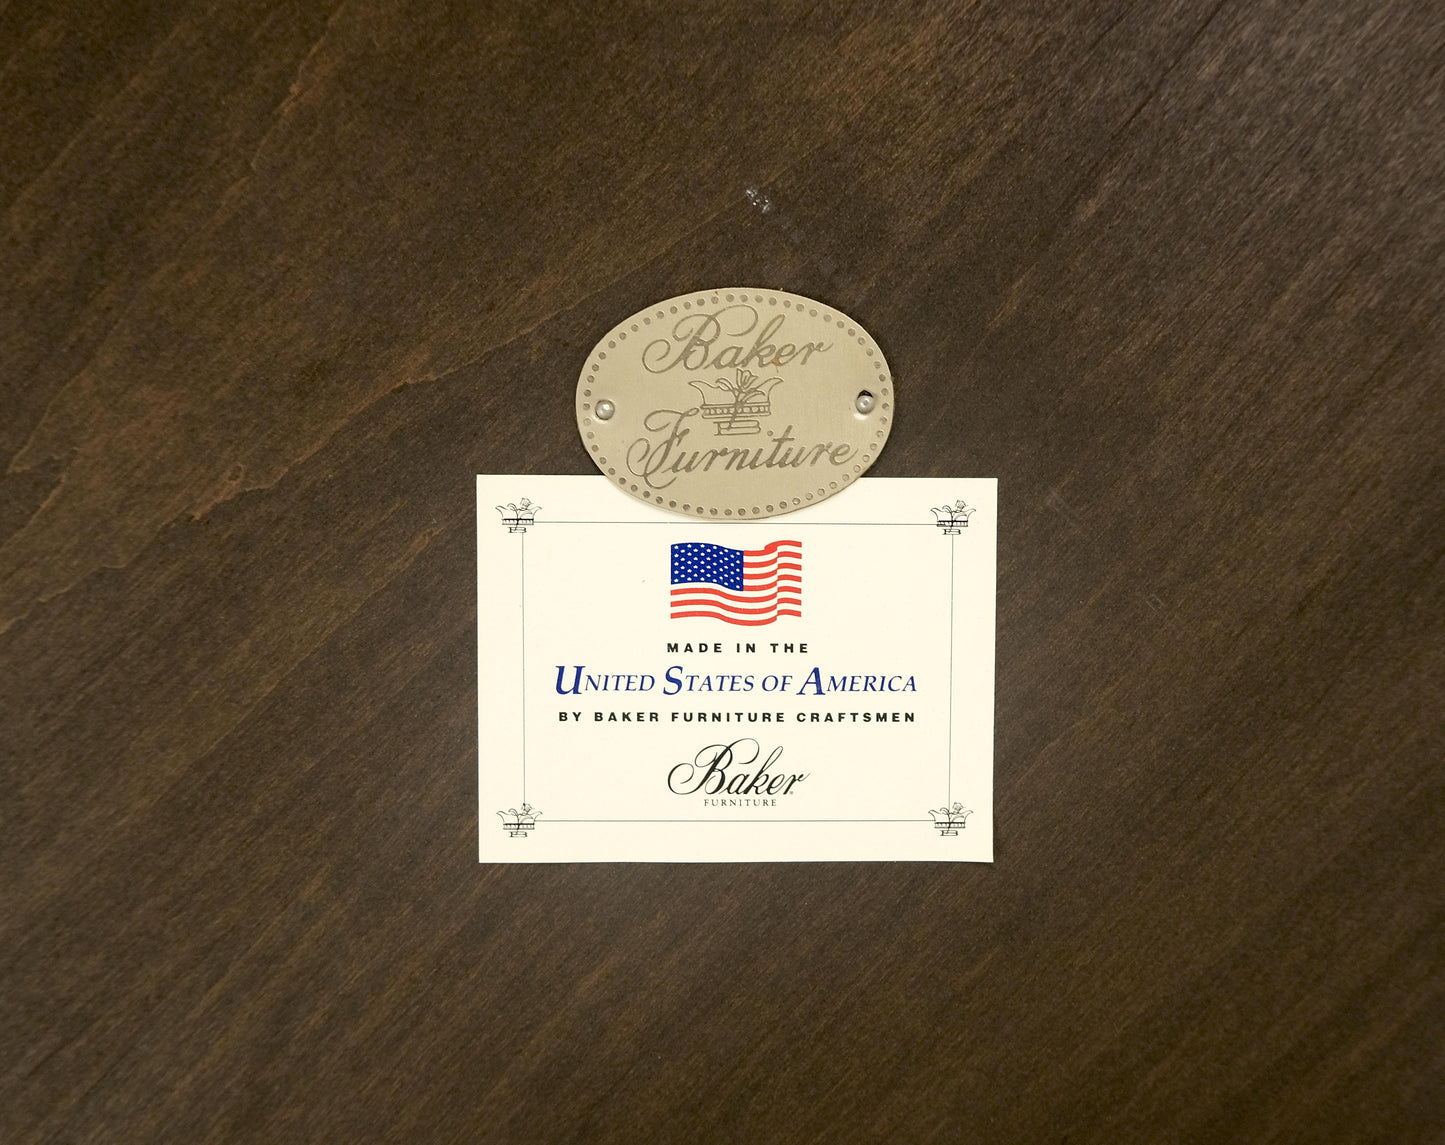 Baker
Furniture
MADE IN THE
UNITED STATES OF AMERICA
BY BAKER FURNITURE CRAFTSMEN
Baker
FURNITURE